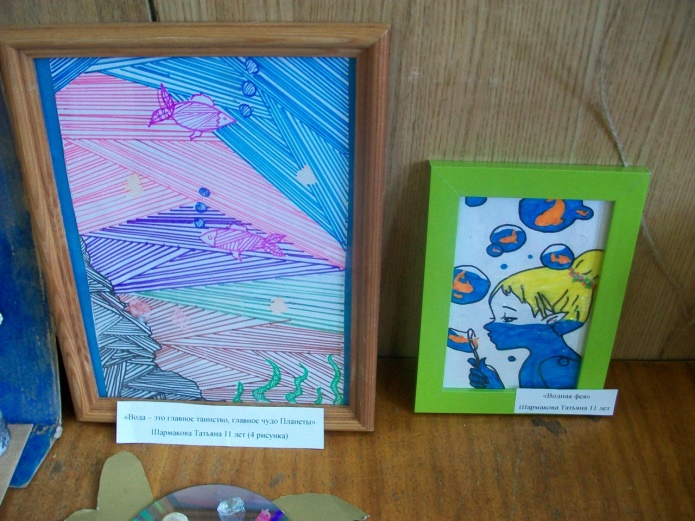 «Вода – это главное таинство, главное чудо Планеты»
Шармакова Татьяна 11 лет (4 рисунка)
«Водная фея»
Шармакова Татьяна 11 лет